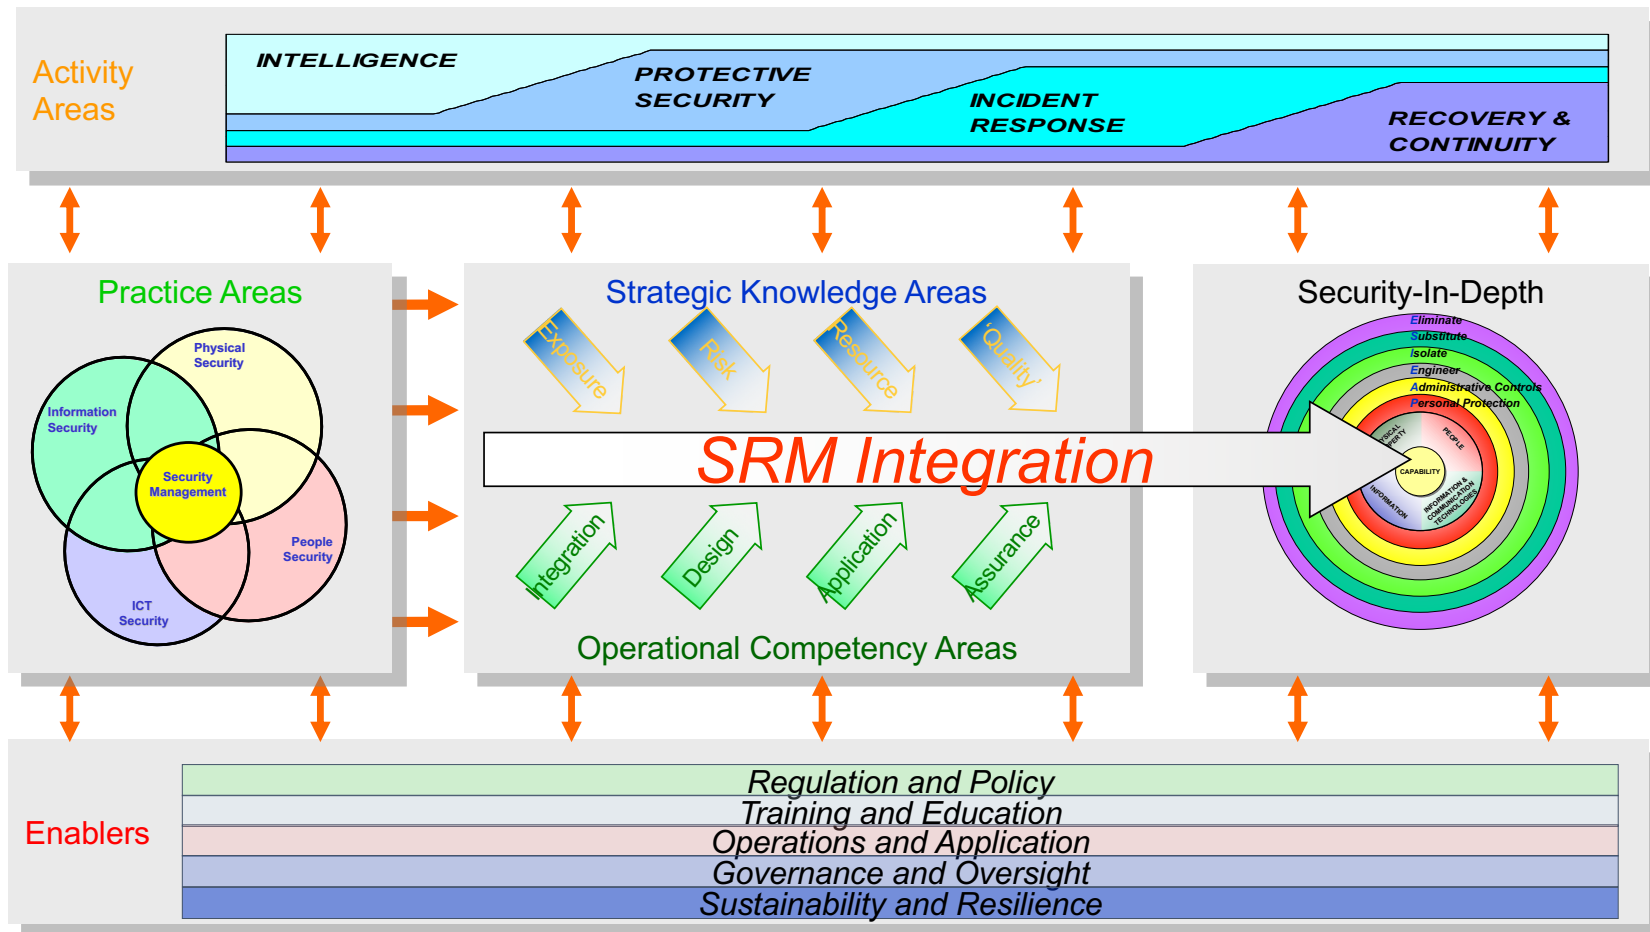 Activity
Areas
INTELLIGENCE
PROTECTIVE
SECURITY
INCIDENT
RESPONSE
RECOVERY &
CONTINUITY
Practice Areas
Physical
Security
Information
Security
Security
Management
People
Security
ICT
Security
Strategic Knowledge Areas
Exposure
Risk
Resource
‘Quality’
SRM Integration
Integration
Design
Application
Assurance
Operational Competency Areas
Security-In-Depth
Eliminate
Substitute
Isolate
Engineer
Administrative Controls
Personal Protection
PEOPLE
CAPABILITY
INFORMATION
INFORMATION &
COMMUNICATION
TECHNOLOGIES
Enablers
Regulation and Policy
Training and Education
Operations and Application
Governance and Oversight
Sustainability and Resilience